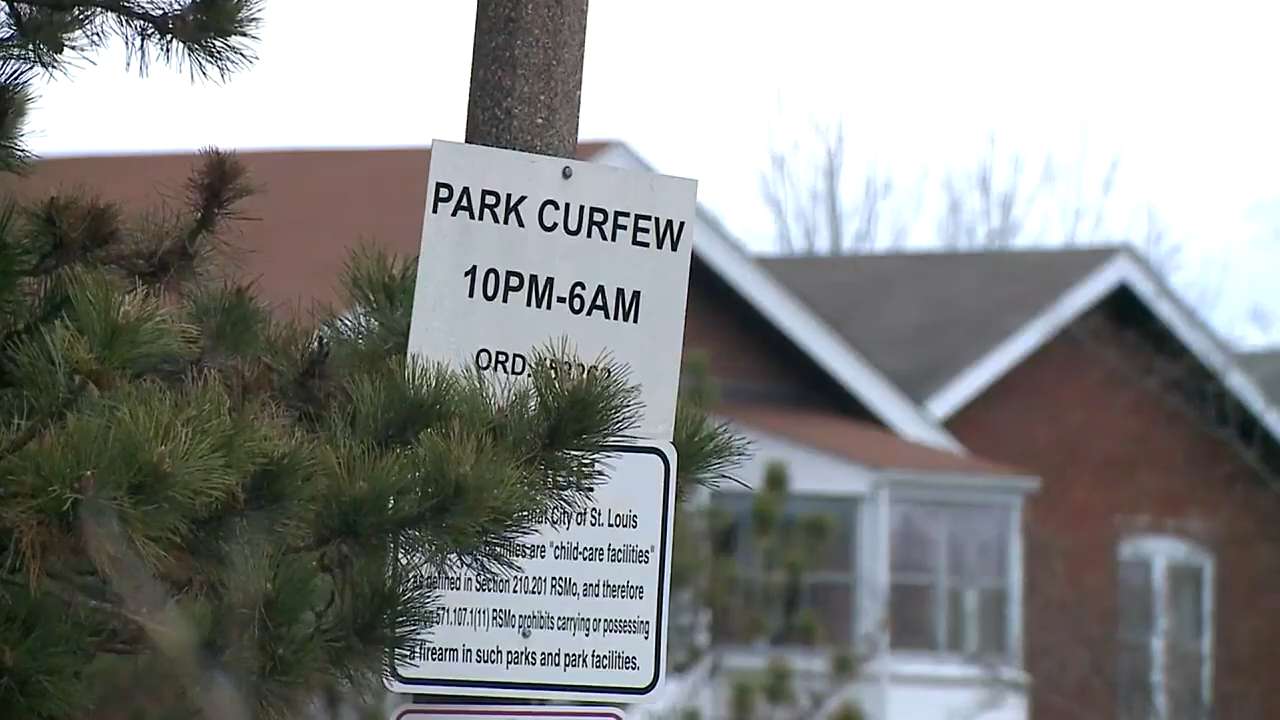 PARK CURFEW
10PM-6AM
ORD.
City of St. Louis
are "child-care facilities"
as defined in Section 210.201 RSMo, and therefore
571.107.1(11) RSMo prohibits carrying or possessing
a firearm in such parks and park facilities.